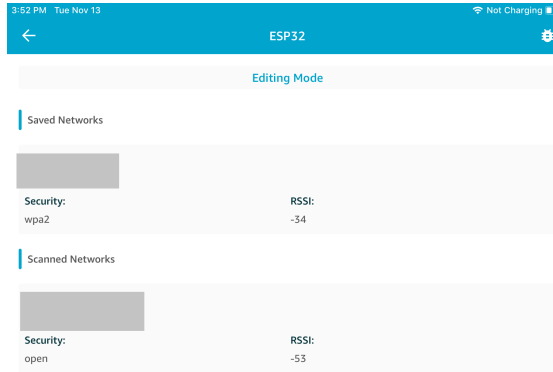 3:52 PM Tue Nov 13 Not Charging
ESP32
Editing Mode
Saved Networks
Security: RSSI:
wpa2 -34
Scanned Networks
Security: RSSI:
open -53